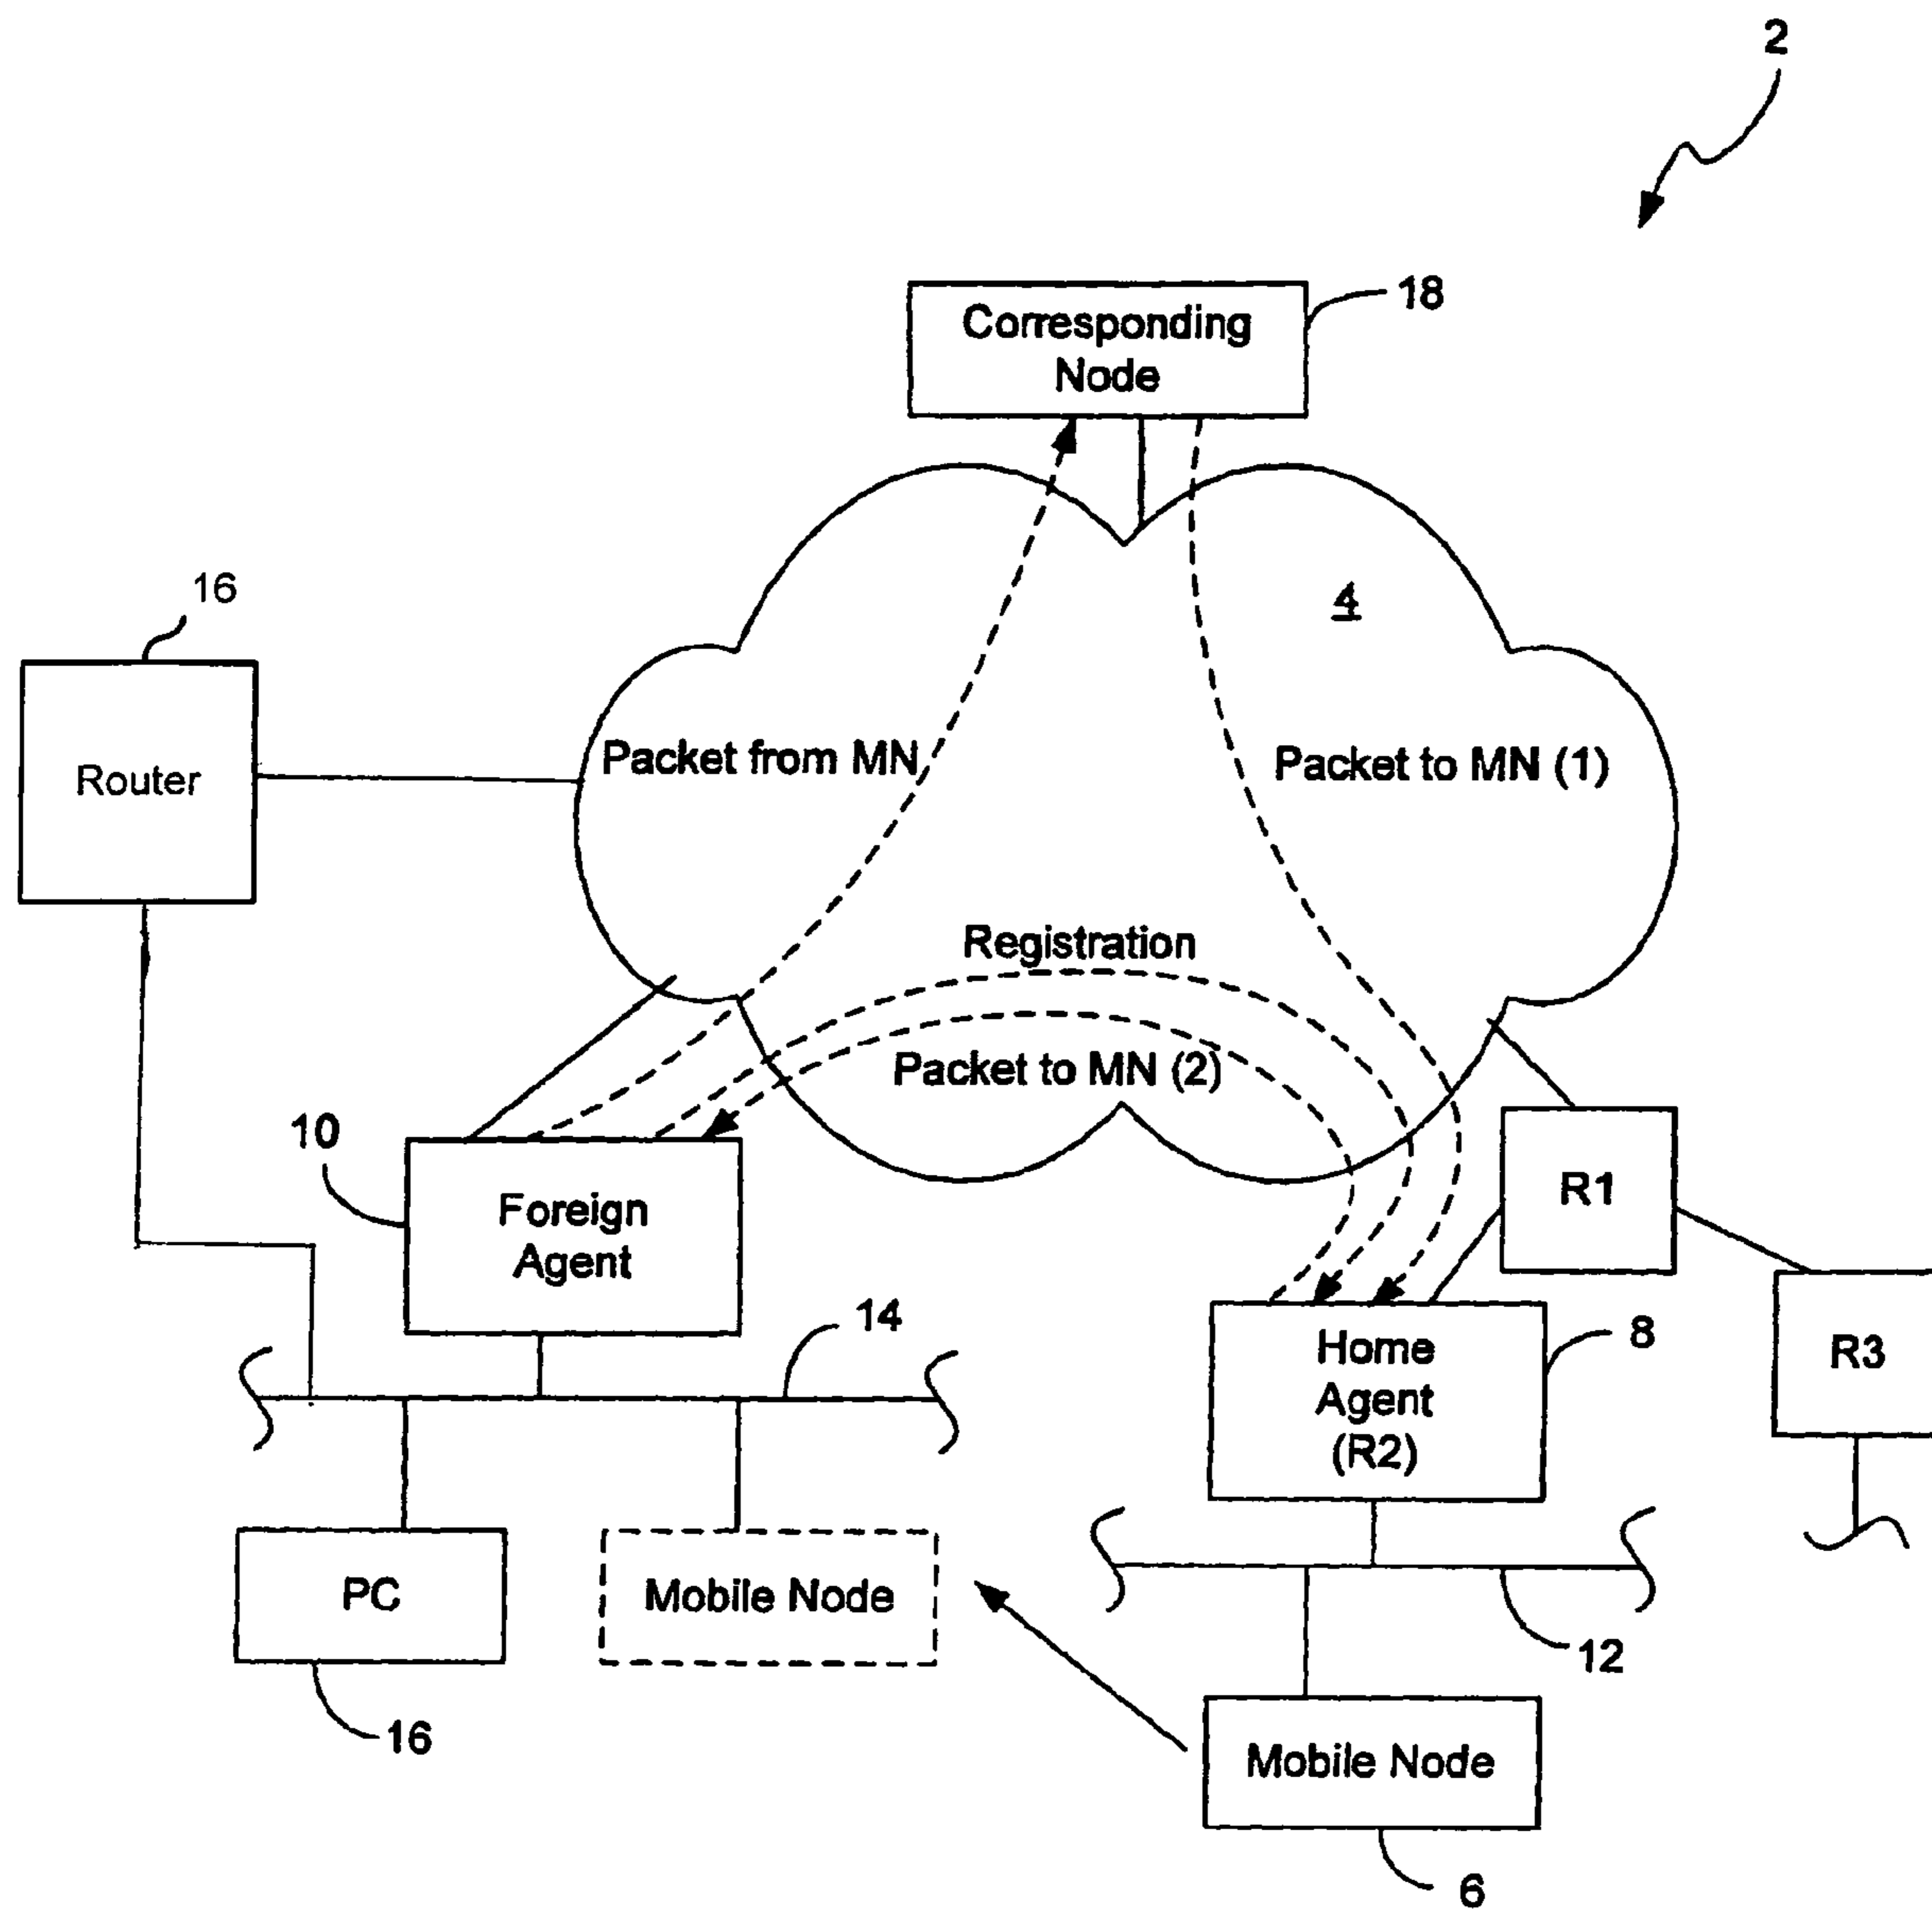 2
Corresponding
Node
18
16
4
Router
Packet from MN
Packet to MN (1)
Registration
Packet to MN (2)
10
Foreign
Agent
R1
14
Home
Agent
(R2)
8
R3
PC
Mobile Node
12
16
Mobile Node
6